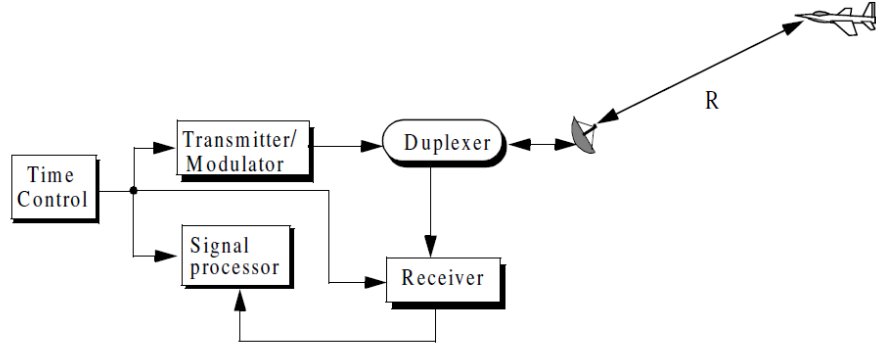 R
Transmitter/
Modulator
Duplexer
Time
Control
Signal
processor
Receiver